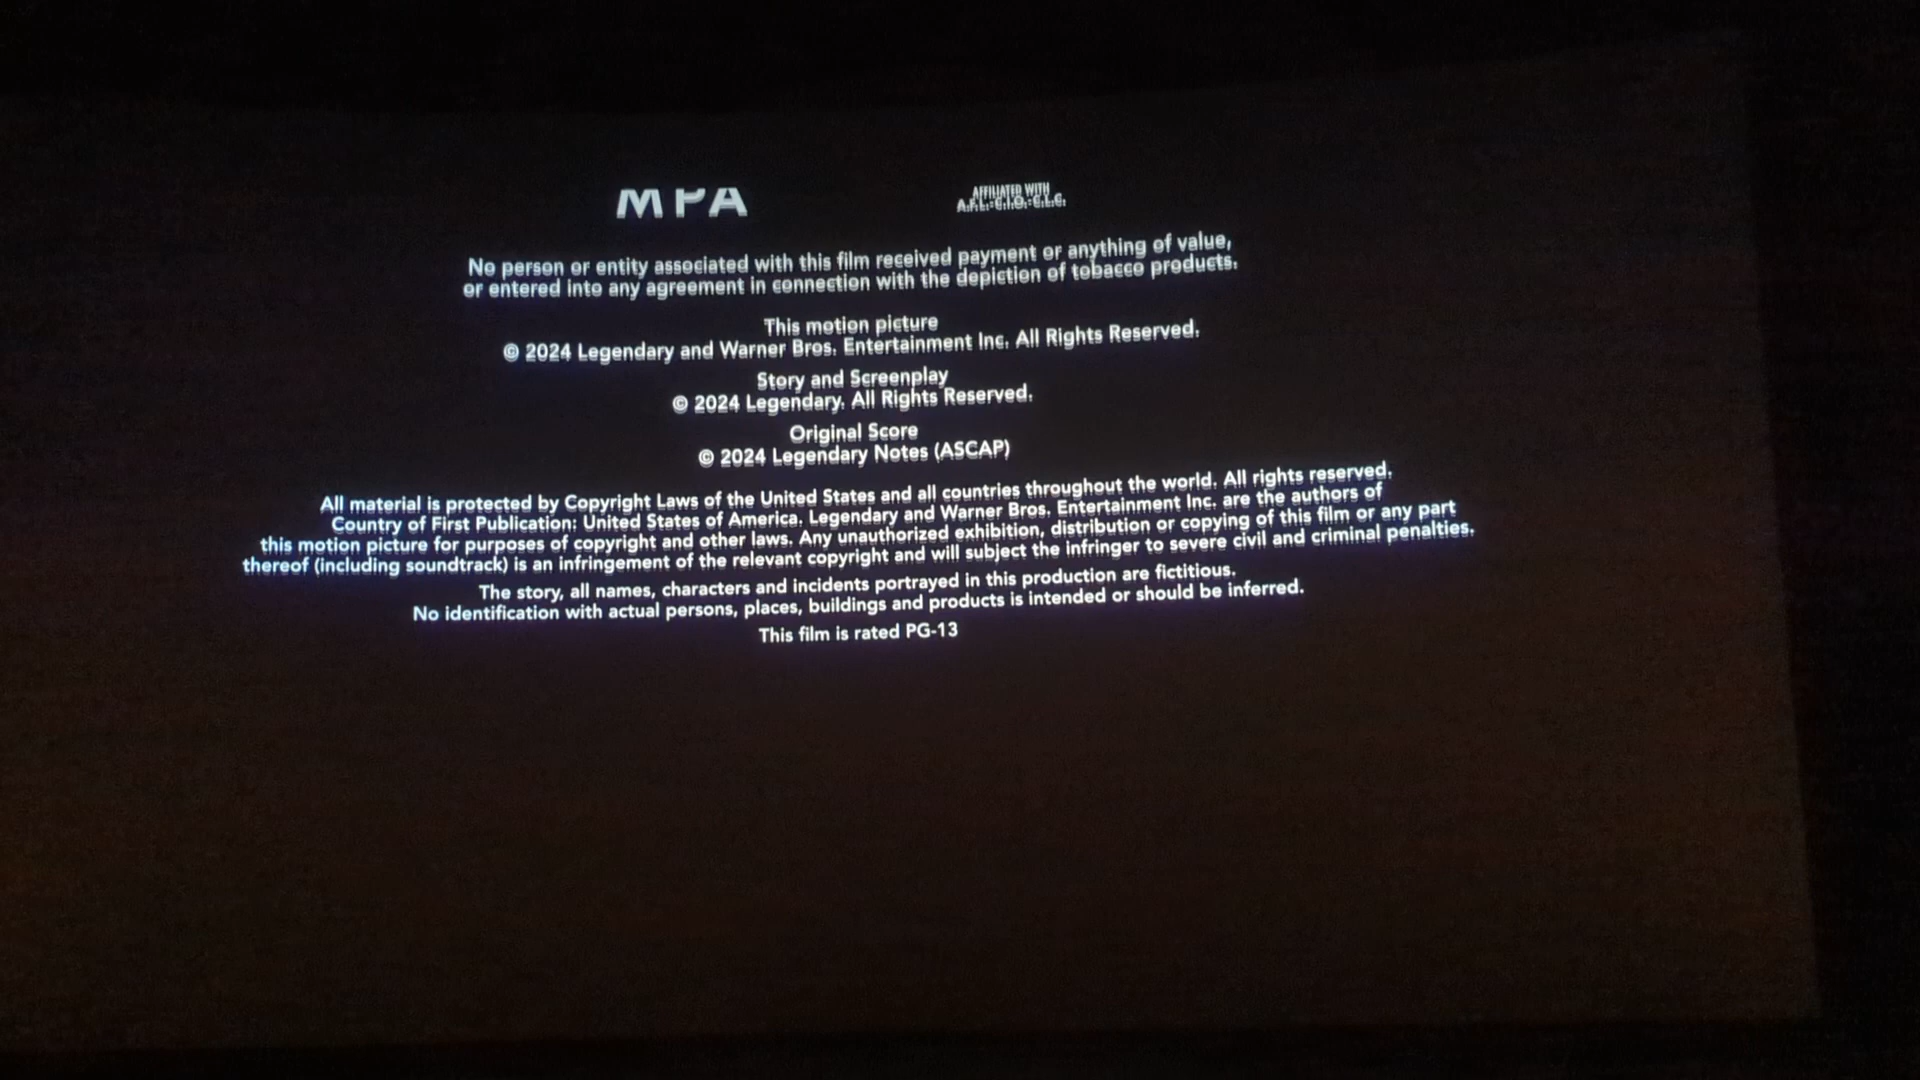 MPA
AFFILIATED WITH
A.F.L.-C.I.O.-C.L.C.
No person or entity associated with this film received payment or anything of value,
or entered into any agreement in connection with the depiction of tobacco products.
This motion picture
© 2024 Legendary and Warner Bros. Entertainment Inc. All Rights Reserved.
Story and Screenplay
© 2024 Legendary. All Rights Reserved.
Original Score
© 2024 Legendary Notes (ASCAP)
All material is protected by Copyright Laws of the United States and all countries throughout the world. All rights reserved.
Country of First Publication: United States of America. Legendary and Warner Bros. Entertainment Inc. are the authors of
this motion picture for purposes of copyright and other laws. Any unauthorized exhibition, distribution or copying of this film or any part
thereof (including soundtrack) is an infringement of the relevant copyright and will subject the infringer to severe civil and criminal penalties.
The story, all names, characters and incidents portrayed in this production are fictitious.
No identification with actual persons, places, buildings and products is intended or should be inferred.
This film is rated PG-13